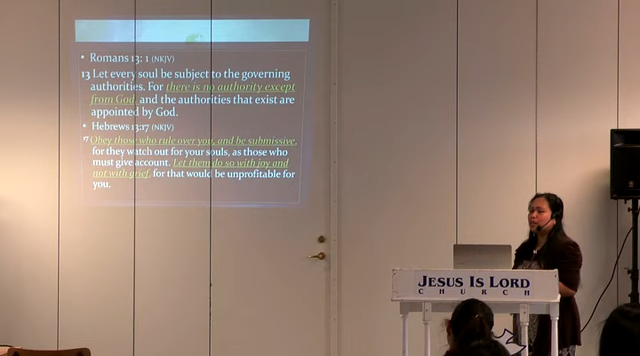 • Romans 13: 1 (NKJV)
13 Let every soul be subject to the governing
authorities. For there is no authority except
from God, and the authorities that exist are
appointed by God.
• Hebrews 13:17 (NKJV)
17 Obey those who rule over you, and be submissive,
for they watch out for your souls, as those who
must give account. Let them do so with joy and
not with grief, for that would be unprofitable for
you.
JESUS IS LORD
CHURCH